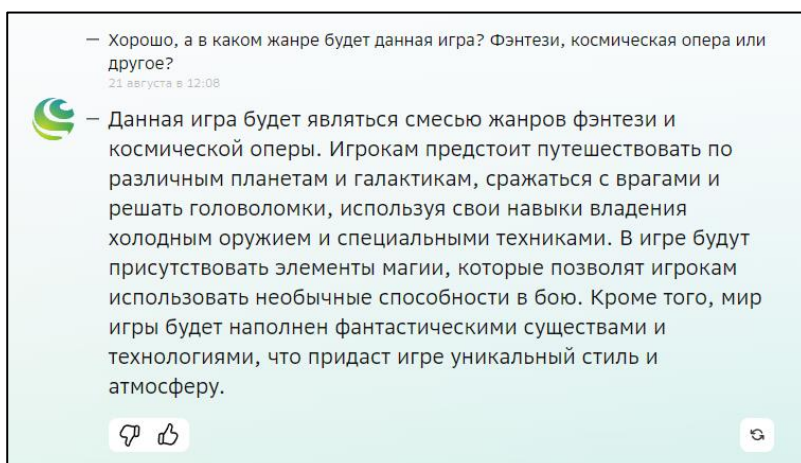 — Хорошо, а в каком жанре будет данная игра? Фэнтези, космическая опера или
другое?
21 августа в 12:08
— Данная игра будет являться смесью жанров фэнтези и
космической оперы. Игрокам предстоит путешествовать по
различным планетам и галактикам, сражаться с врагами и
решать головоломки, используя свои навыки владения
холодным оружием и специальными техниками. В игре будут
присутствовать элементы магии, которые позволят игрокам
использовать необычные способности в бою. Кроме того, мир
игры будет наполнен фантастическими существами и
технологиями, что придаст игре уникальный стиль и
атмосферу.